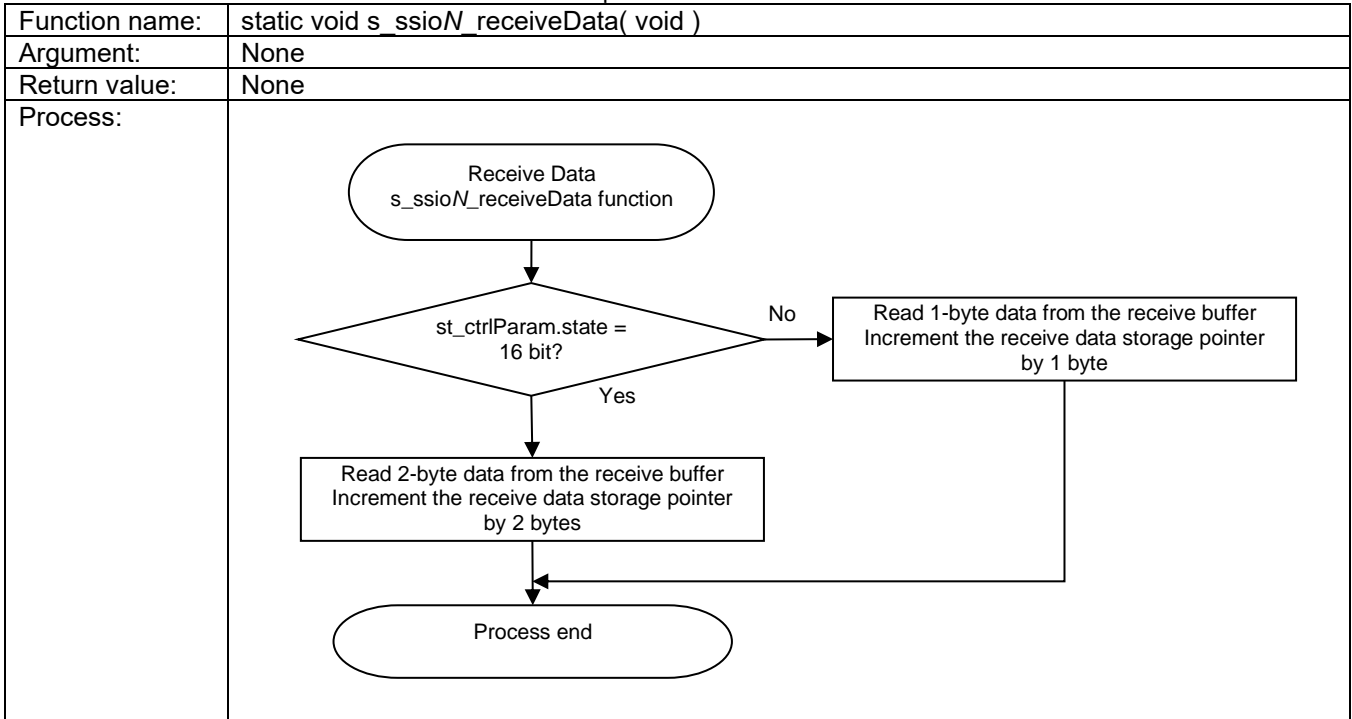 Function name: static void s_ssioN_receiveData( void )
Argument: None
Return value: None
Process:
Receive Data
s_ssioN_receiveData function
st_ctrlParam.state =
16 bit?
No
Read 1-byte data from the receive buffer
Increment the receive data storage pointer
by 1 byte
Yes
Read 2-byte data from the receive buffer
Increment the receive data storage pointer
by 2 bytes
Process end